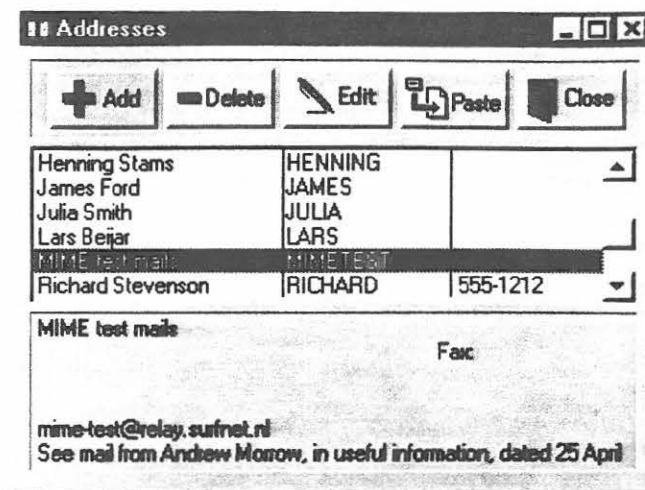 Addresses
Add Delete Edit Paste Close
Henning Stams HENNING
James Ford JAMES
Julia Smith JULIA
Lars Beijar LARS
MIME test mails MIMETEST
Richard Stevenson RICHARD 555-1212
MIME test mails
Fax:
mime-test@relay.surfnet.nl
See mail from Andrew Morrow, in useful information, dated 25 April